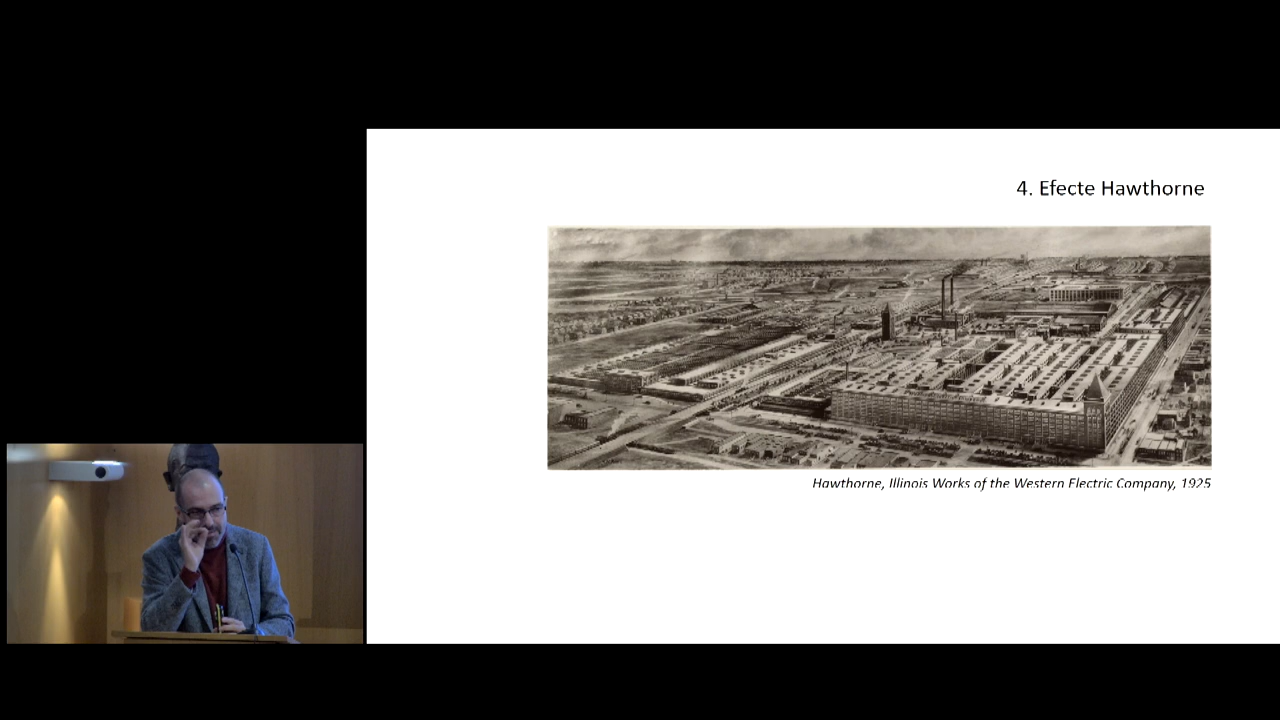 4. Efecte Hawthorne
Hawthorne, Illinois Works of the Western Electric Company, 1925